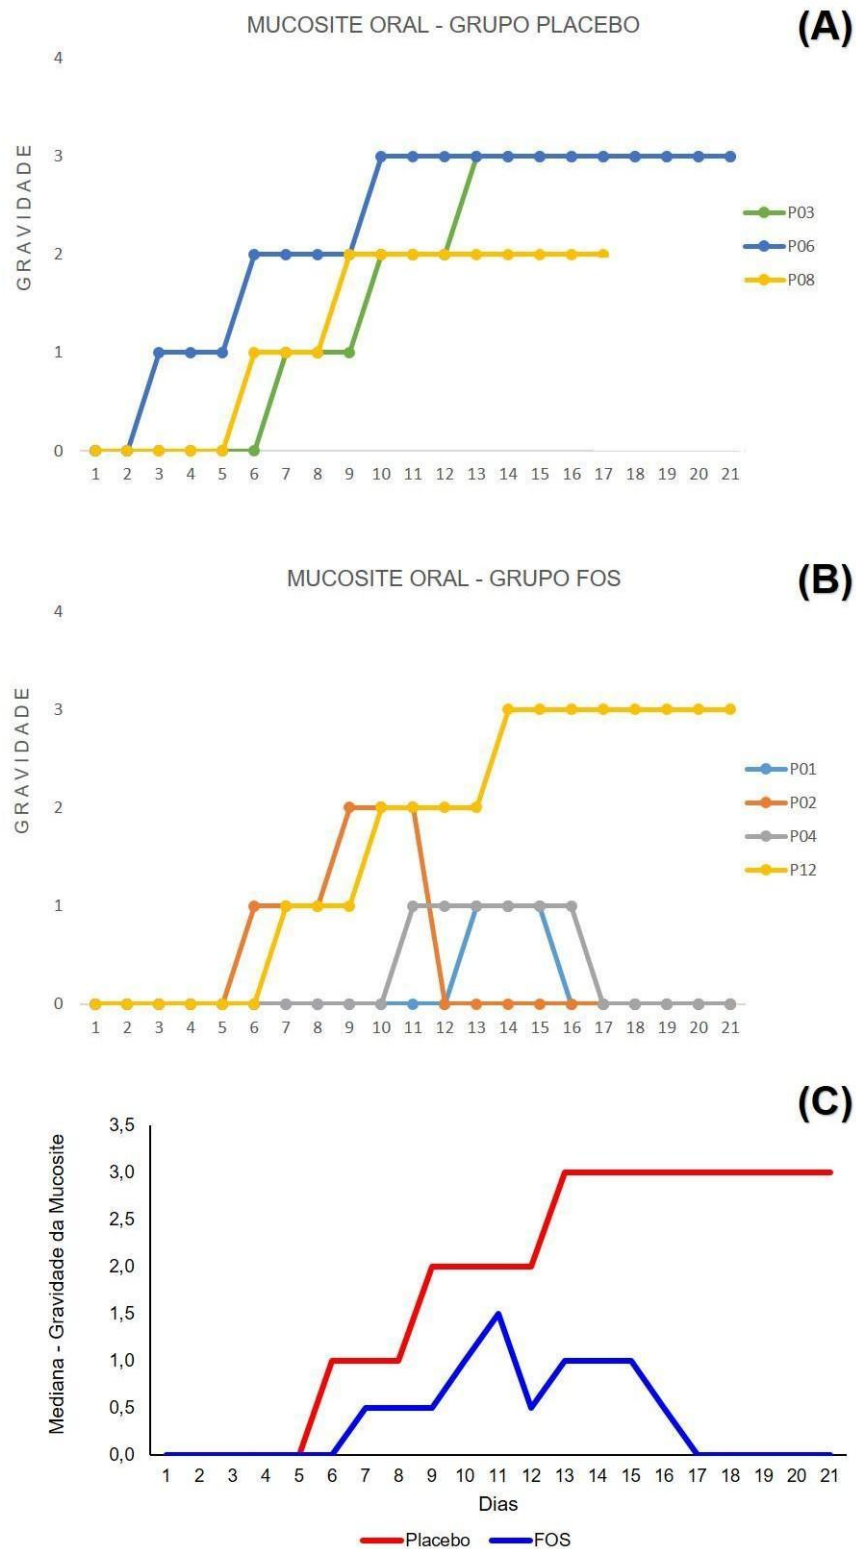 MUCOSITE ORAL - GRUPO PLACEBO
(A)
GRAVIDADE
4
3
2
1
0
1 2 3 4 5 6 7 8 9 10 11 12 13 14 15 16 17 18 19 20 21
P03
P06
P08
MUCOSITE ORAL - GRUPO FOS
(B)
GRAVIDADE
4
3
2
1
0
1 2 3 4 5 6 7 8 9 10 11 12 13 14 15 16 17 18 19 20 21
P01
P02
P04
P12
(C)
Mediana - Gravidade da Mucosite
3,5
3,0
2,5
2,0
1,5
1,0
0,5
0,0
1 2 3 4 5 6 7 8 9 10 11 12 13 14 15 16 17 18 19 20 21
Dias
Placebo FOS